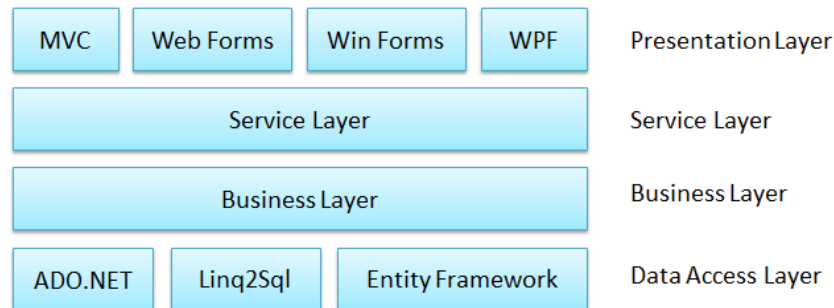 MVC Web Forms Win Forms WPF Presentation Layer
Service Layer Service Layer
Business Layer Business Layer
ADO.NET Linq2Sql Entity Framework Data Access Layer